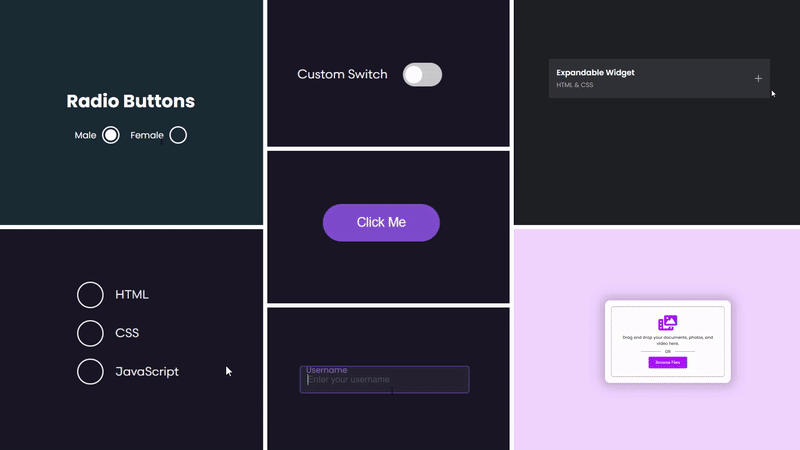 Radio Buttons
Male
Female
HTML
CSS
JavaScript
Custom Switch
Click Me
Username
Enter your username
Expandable Widget
HTML & CSS
Drag and drop your documents, photos, and
video here.
OR
Browse Files